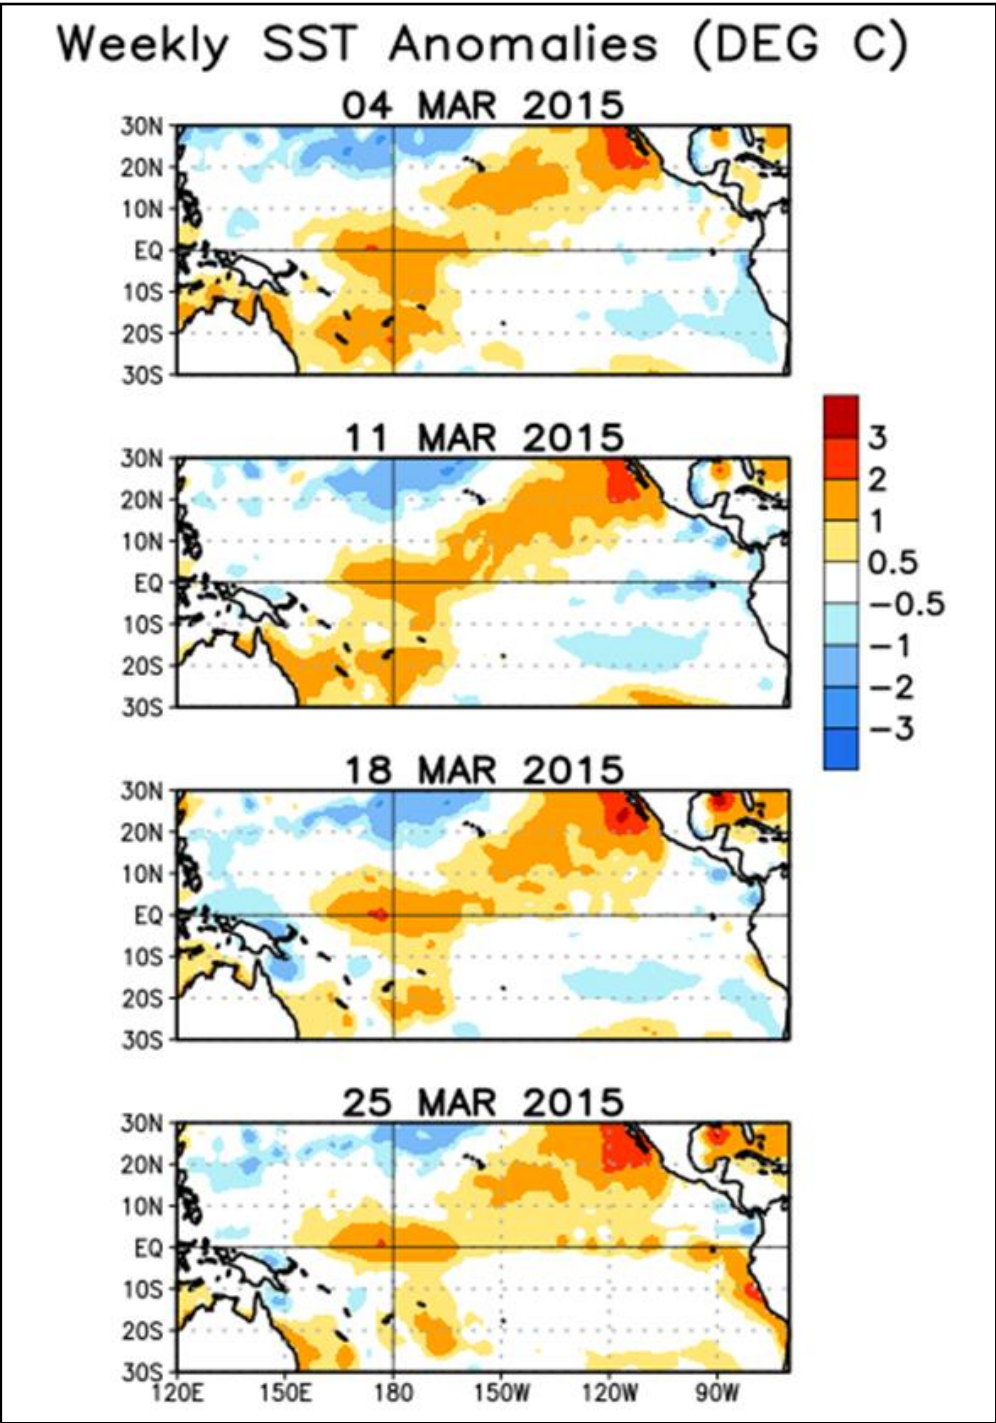 Weekly SST Anomalies (DEG C)
04 MAR 2015
30N
20N
10N
EQ
10S
20S
30S
11 MAR 2015
30N
20N
10N
EQ
10S
20S
30S
3
2
1
0.5
−0.5
−1
−2
−3
18 MAR 2015
30N
20N
10N
EQ
10S
20S
30S
25 MAR 2015
30N
20N
10N
EQ
10S
20S
30S
120E 150E 180 150W 120W 90W